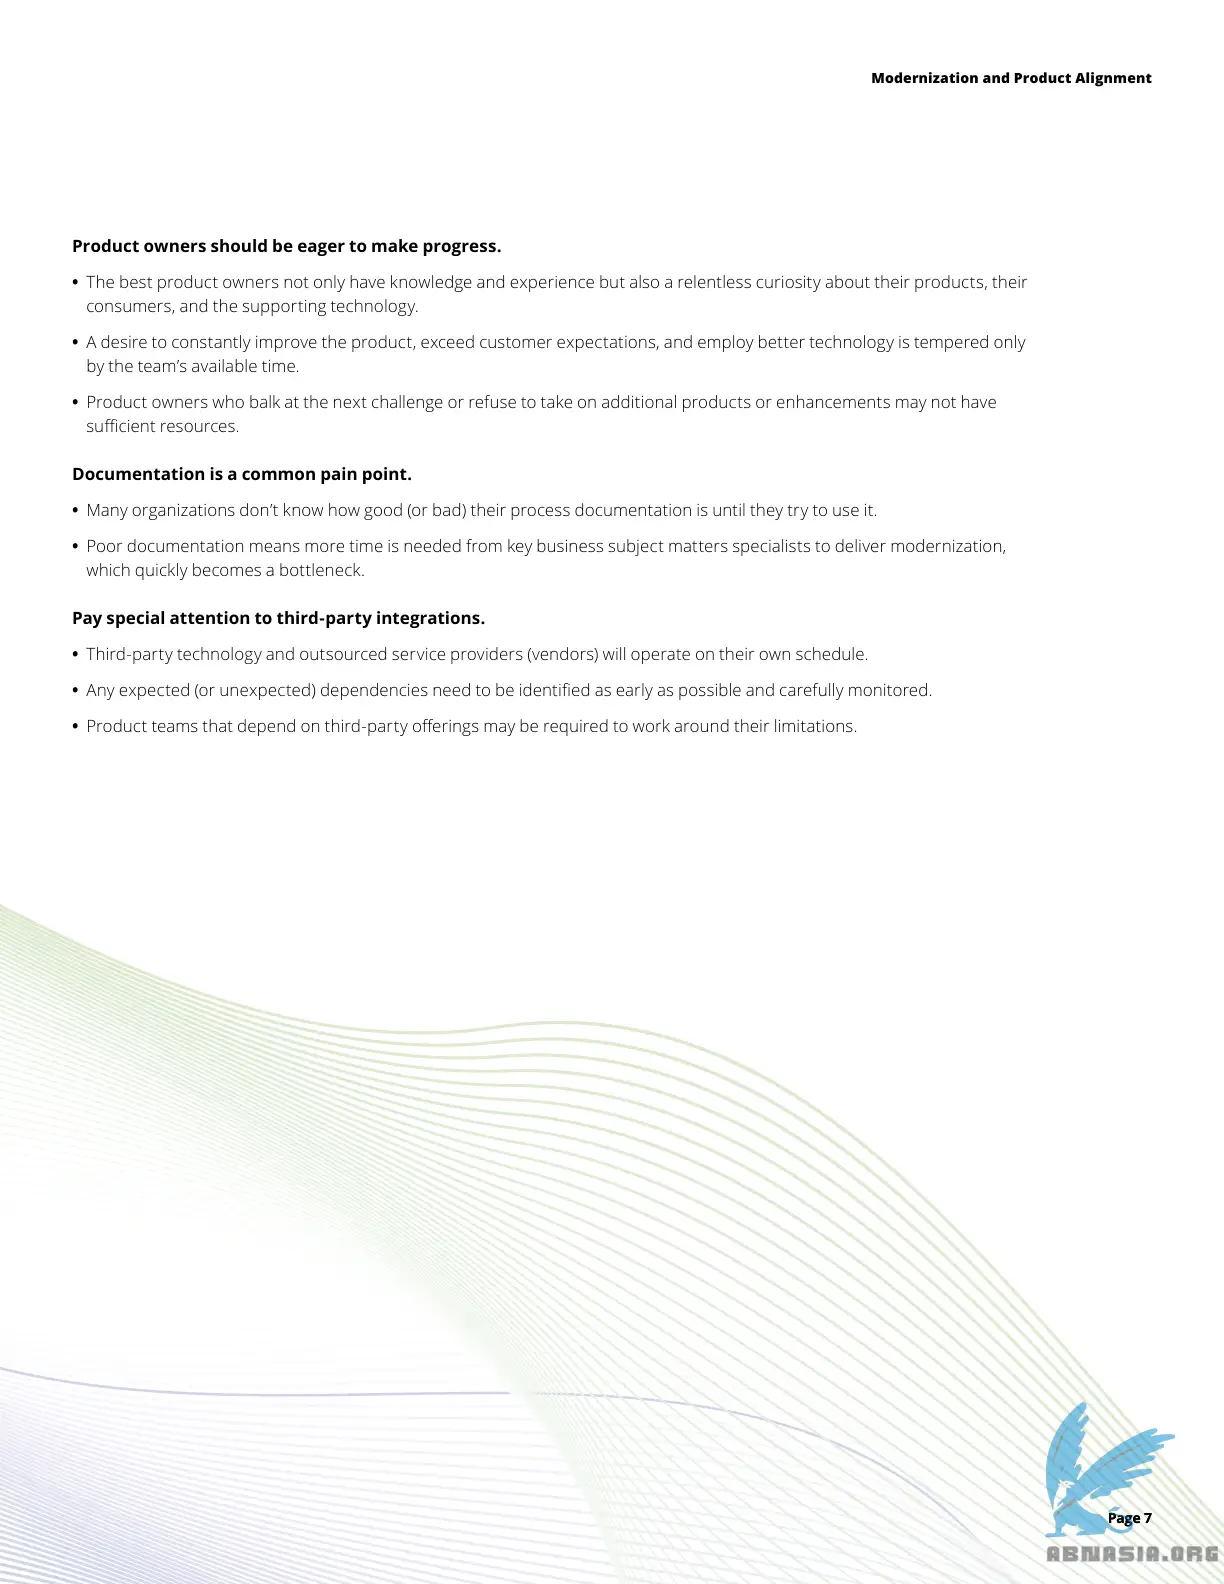 Modernization and Product Alignment
Product owners should be eager to make progress.
• The best product owners not only have knowledge and experience but also a relentless curiosity about their products, their
consumers, and the supporting technology.
• A desire to constantly improve the product, exceed customer expectations, and employ better technology is tempered only
by the team’s available time.
• Product owners who balk at the next challenge or refuse to take on additional products or enhancements may not have
sufficient resources.
Documentation is a common pain point.
• Many organizations don’t know how good (or bad) their process documentation is until they try to use it.
• Poor documentation means more time is needed from key business subject matters specialists to deliver modernization,
which quickly becomes a bottleneck.
Pay special attention to third-party integrations.
• Third-party technology and outsourced service providers (vendors) will operate on their own schedule.
• Any expected (or unexpected) dependencies need to be identified as early as possible and carefully monitored.
• Product teams that depend on third-party offerings may be required to work around their limitations.
Page 7
ABNASIA.ORG